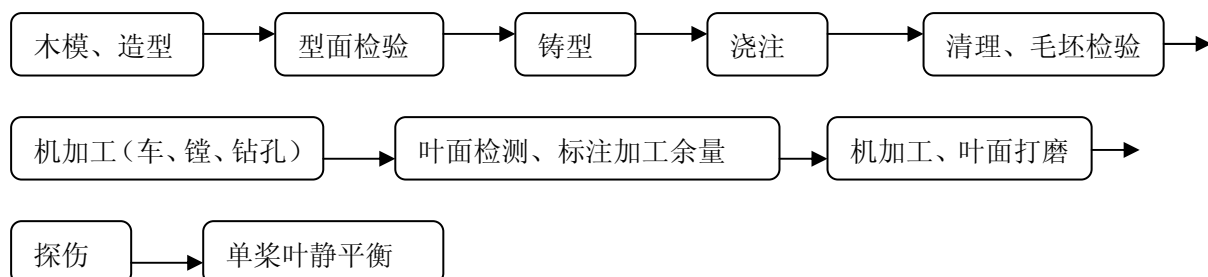 木模、造型 型面检验 铸型 浇注 清理、毛坯检验
机加工（车、镗、钻孔） 叶面检测、标注加工余量 机加工、叶面打磨
探伤 单桨叶静平衡